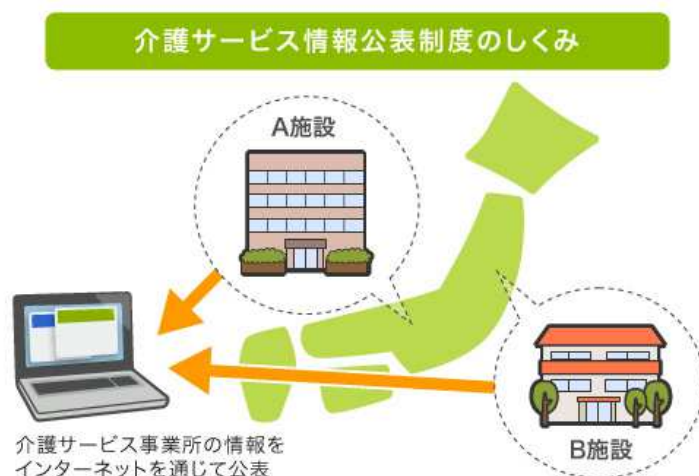 介護サービス情報公表制度のしくみ
A施設
B施設
介護サービス事業所の情報を
インターネットを通じて公表